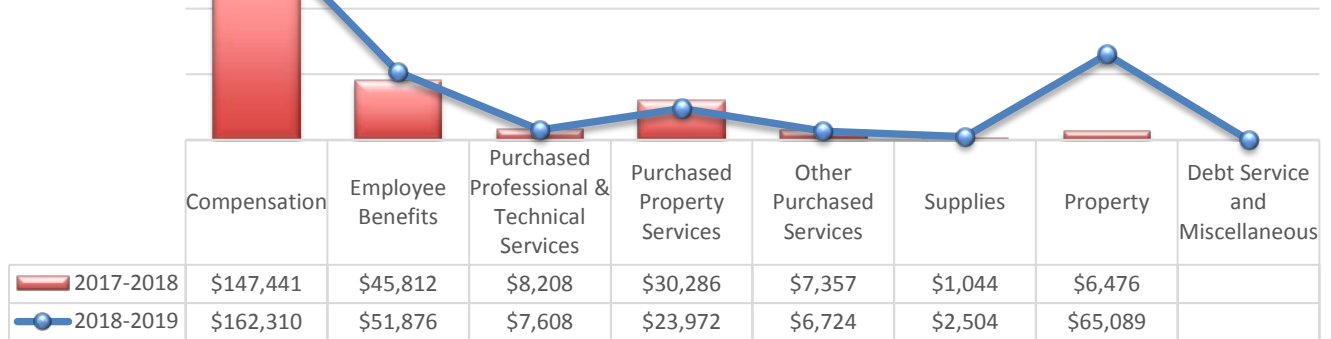 Compensation
Employee
Benefits
Purchased
Professional &
Technical
Services
Purchased
Property
Services
Other
Purchased
Services
Supplies
Property
Debt Service
and
Miscellaneous
2017-2018 $147,441 $45,812 $8,208 $30,286 $7,357 $1,044 $6,476
2018-2019 $162,310 $51,876 $7,608 $23,972 $6,724 $2,504 $65,089